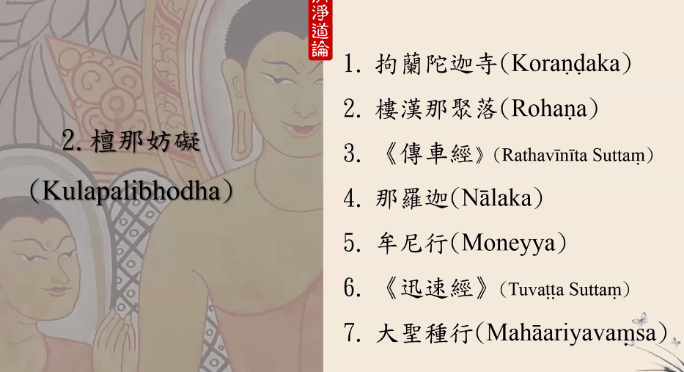 淨道論
2.檀那妨礙
(Kulapalibhodha)
1. 拘蘭陀迦寺(Koraṇḍaka)
2. 樓漢那聚落(Rohaṇa)
3. 《傳車經》(Rathavīnīta Suttaṃ)
4. 那羅迦(Nālaka)
5. 牟尼行(Moneyya)
6. 《迅速經》(Tuvaṭṭa Suttaṃ)
7. 大聖種行(Mahāariyavaṃsa)